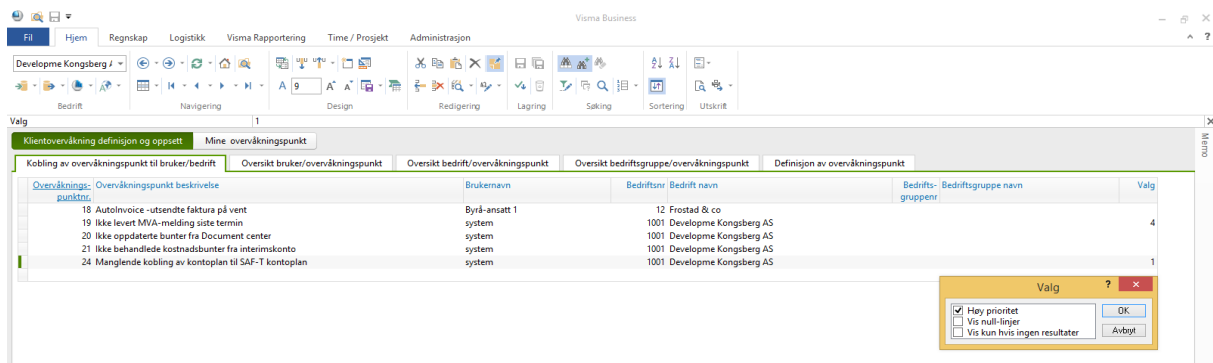 Visma Business
Fil Hjem Regnskap Logistikk Visma Rapportering Time / Prosjekt Administrasjon
Developme Kongsberg A
A 9
Bedrift Navigering Design Redigering Lagring Søking Sortering Utskrift
Valg 1
Memo
Klientovervåkning definisjon og oppsett Mine overvåkningspunkt
Kobling av overvåkningspunkt til bruker/bedrift Oversikt bruker/overvåkningspunkt Oversikt bedrift/overvåkningspunkt Oversikt bedriftsgruppe/overvåkningspunkt Definisjon av overvåkningspunkt
Overvåknings- Overvåkningspunkt beskrivelse Brukernavn Bedriftsnr Bedrift navn Bedrifts- Bedriftsgruppe navn Valg
punktnr. gruppenr
18 AutoInvoice -utsendte faktura på vent Byrå-ansatt 1 12 Frostad & co
19 Ikke levert MVA-melding siste termin system 1001 Developme Kongsberg AS 4
20 Ikke oppdaterte bunter fra Document center system 1001 Developme Kongsberg AS
21 Ikke behandlede kostnadsbunter fra interimskonto system 1001 Developme Kongsberg AS
24 Manglende kobling av kontoplan til SAF-T kontoplan system 1001 Developme Kongsberg AS 1
Valg
Høy prioritet OK
Vis null-linjer
Vis kun hvis ingen resultater Avbryt